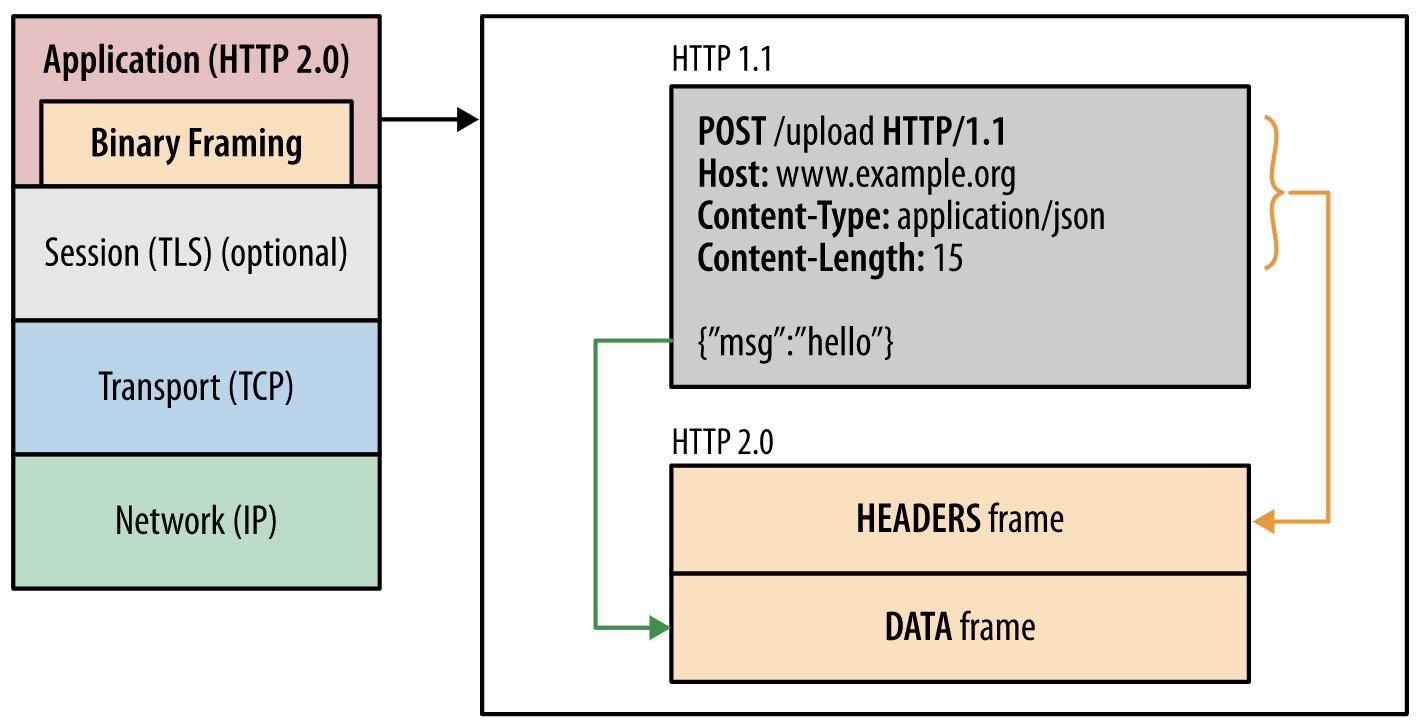 Application (HTTP 2.0)
Binary Framing
Session (TLS) (optional)
Transport (TCP)
Network (IP)
HTTP 1.1
POST /upload HTTP/1.1
Host: www.example.org
Content-Type: application/json
Content-Length: 15
{”msg”:”hello”}
HTTP 2.0
HEADERS frame
DATA frame